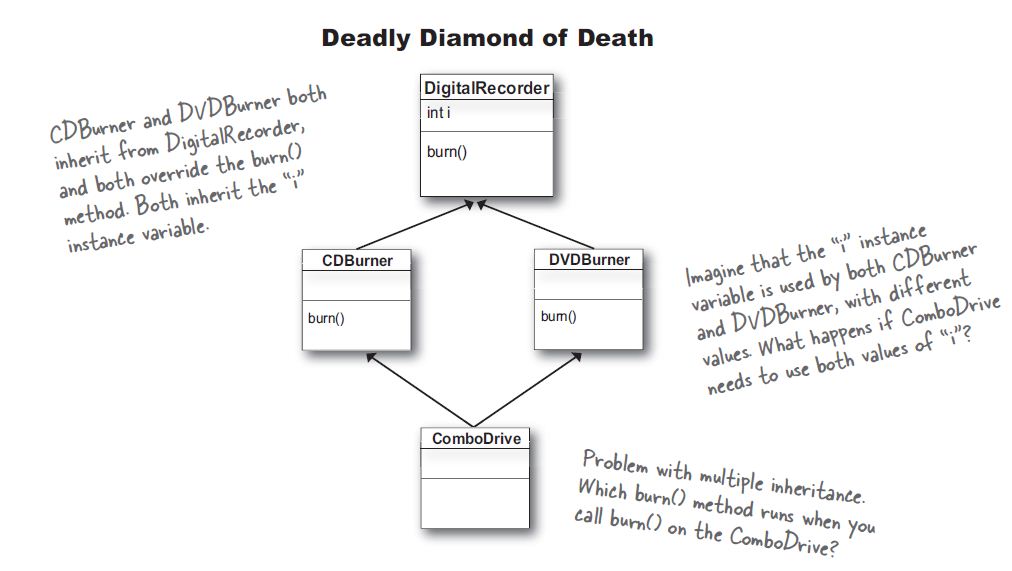 Deadly Diamond of Death
CDBurner and DVDBurner both
inherit from DigitalRecorder,
and both override the burn()
method. Both inherit the “i”
instance variable.
DigitalRecorder
int i
burn()
CDBurner
burn()
DVDBurner
burn()
Imagine that the “i” instance
variable is used by both CDBurner
and DVDBurner, with different
values. What happens if ComboDrive
needs to use both values of “i”?
ComboDrive
Problem with multiple inheritance.
Which burn() method runs when you
call burn() on the ComboDrive?